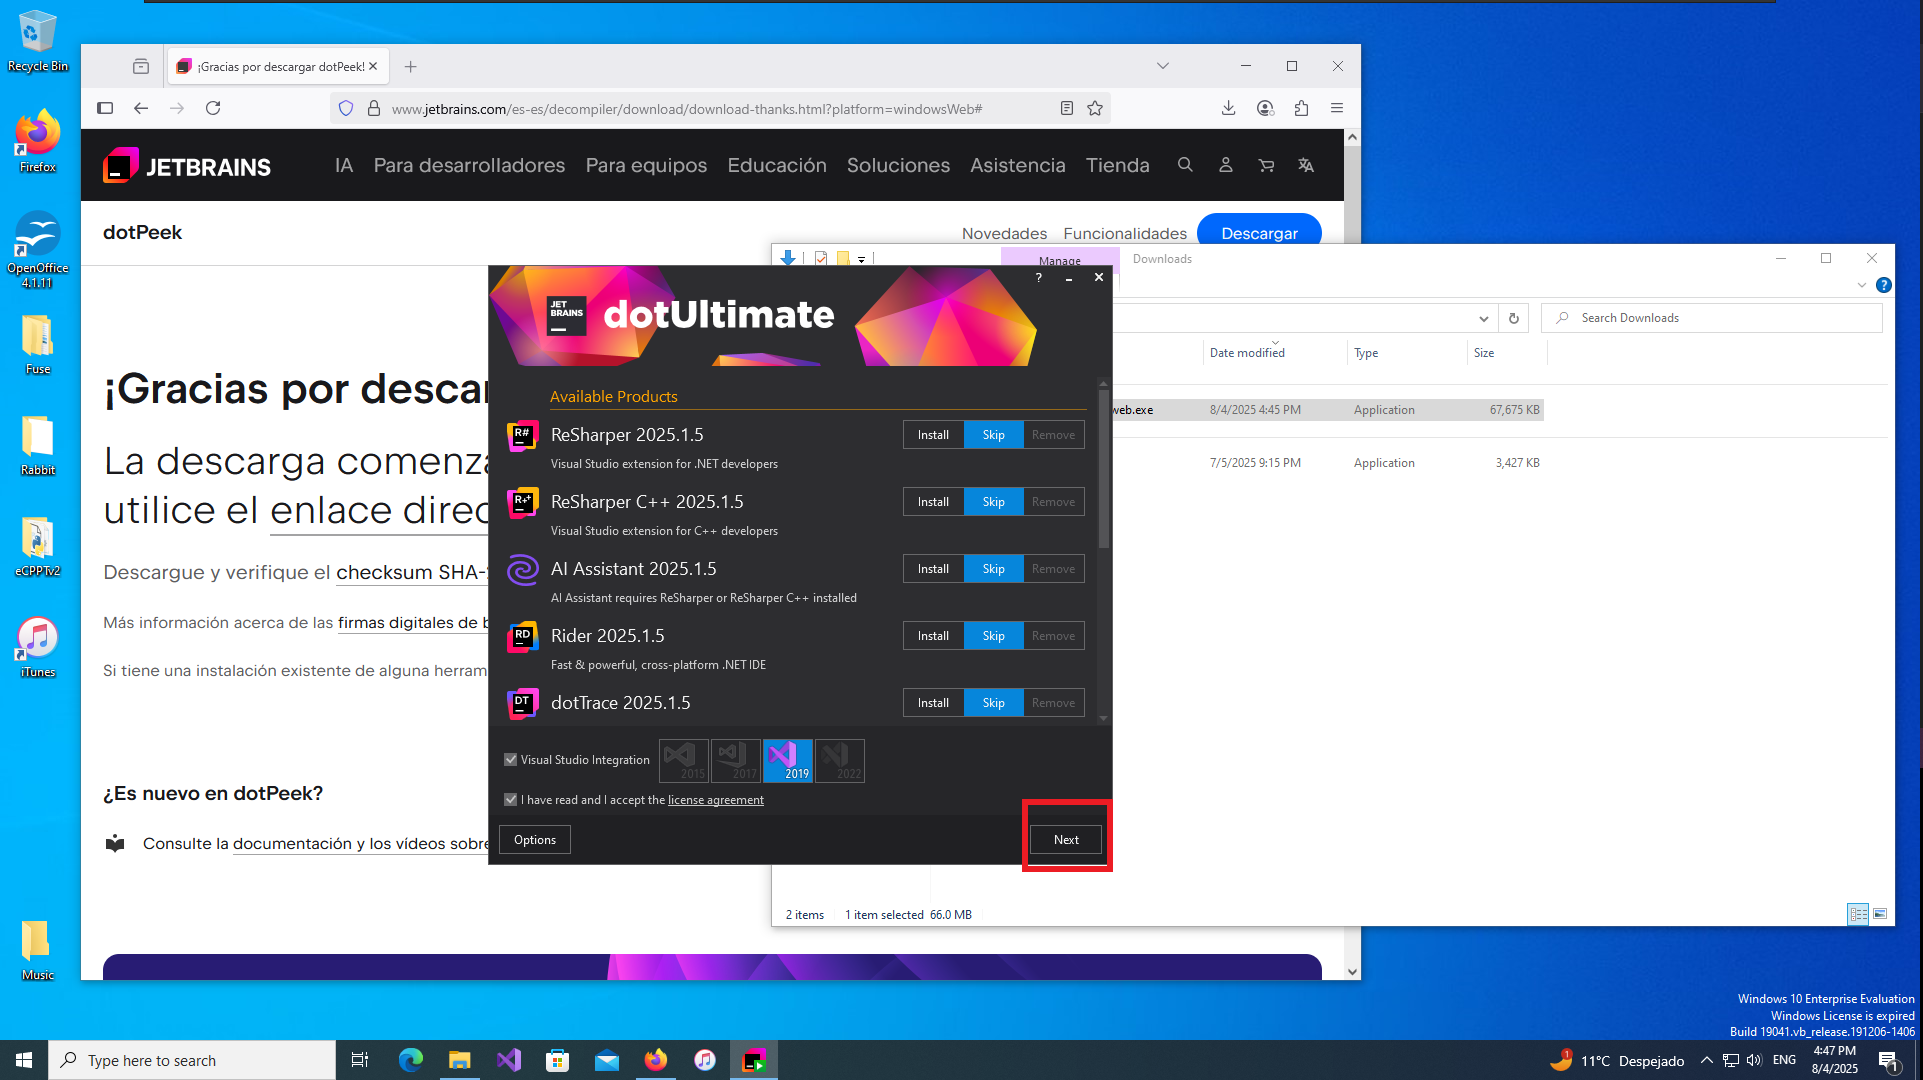 Recycle Bin
Firefox
OpenOffice
4.1.11
Fuse
Rabbit
eCPPTv2
iTunes
Music
¡Gracias por descargar dotPeek!
www.jetbrains.com/es-es/decompiler/download/download-thanks.html?platform=windowsWeb#
JETBRAINS
IA Para desarrolladores Para equipos Educación Soluciones Asistencia Tienda
dotPeek
Novedades Funcionalidades Descargar
¡Gracias por descar
La descarga comenza
utilice el enlace direc
Descargue y verifique el checksum SHA-
Más información acerca de las firmas digitales de b
Si tiene una instalación existente de alguna herram
¿Es nuevo en dotPeek?
Consulte la documentación y los vídeos sobre
Manage Downloads
?
Search Downloads
Date modified Type Size
web.exe 8/4/2025 4:45 PM Application 67,675 KB
7/5/2025 9:15 PM Application 3,427 KB
2 items 1 item selected 66.0 MB
?
JET
BRAINS
dotUltimate
Available Products
R#
ReSharper 2025.1.5
Install Skip Remove
Visual Studio extension for .NET developers
R++
ReSharper C++ 2025.1.5
Install Skip Remove
Visual Studio extension for C++ developers
AI Assistant 2025.1.5
Install Skip Remove
AI Assistant requires ReSharper or ReSharper C++ installed
RD
Rider 2025.1.5
Install Skip Remove
Fast & powerful, cross-platform .NET IDE
DT
dotTrace 2025.1.5
Install Skip Remove
Visual Studio Integration 2015 2017 2019 2022
I have read and I accept the license agreement
Options Next
Windows 10 Enterprise Evaluation
Windows License is expired
Build 19041.vb_release.191206-1406
Type here to search
1
11°C Despejado
ENG
4:47 PM
8/4/2025
1